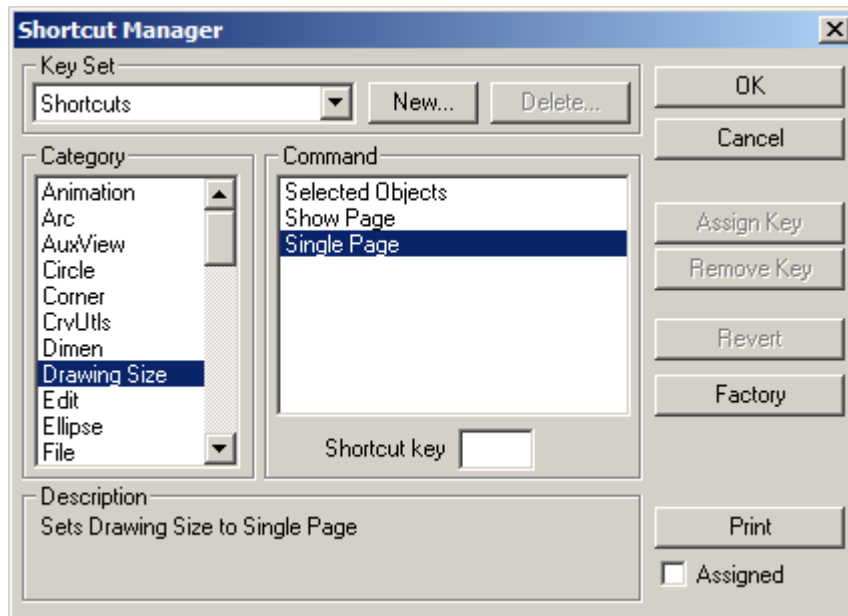 Shortcut Manager
Key Set
Shortcuts
New...
Delete...
OK
Cancel
Category
Animation
Arc
AuxView
Circle
Corner
CrvUtls
Dimen
Drawing Size
Edit
Ellipse
File
Command
Selected Objects
Show Page
Single Page
Shortcut key
Assign Key
Remove Key
Revert
Factory
Description
Sets Drawing Size to Single Page
Print
Assigned